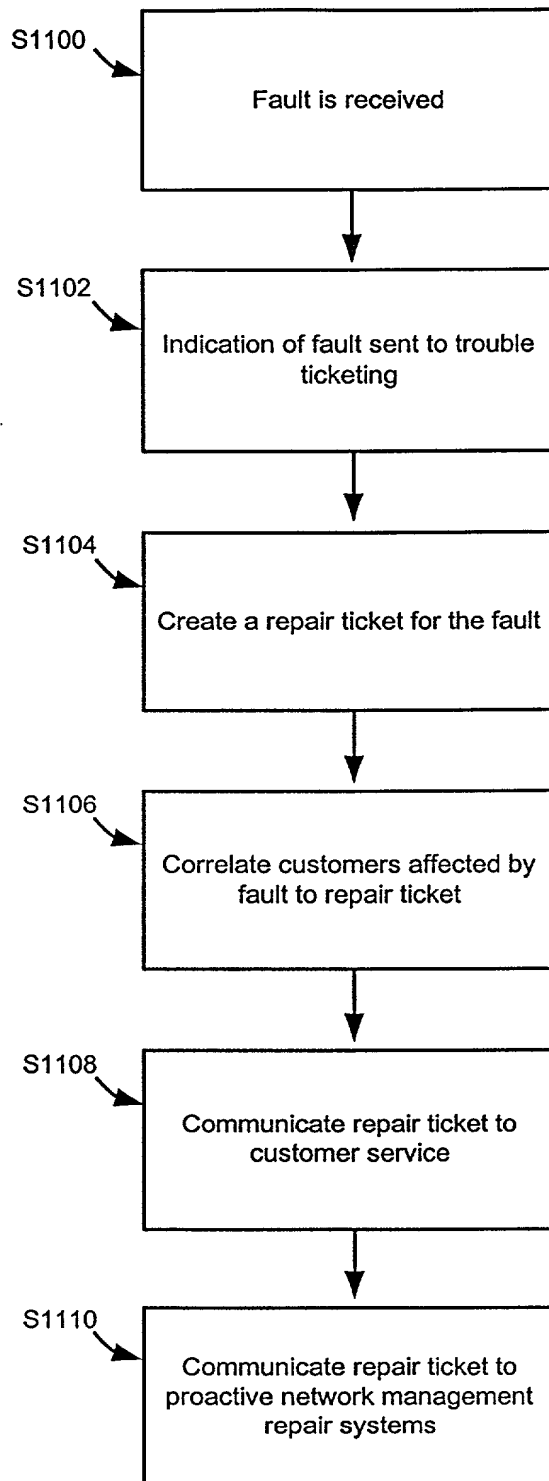 S1100
Fault is received
S1102
Indication of fault sent to trouble
ticketing
S1104
Create a repair ticket for the fault
S1106
Correlate customers affected by
fault to repair ticket
S1108
Communicate repair ticket to
customer service
S1110
Communicate repair ticket to
proactive network management
repair systems